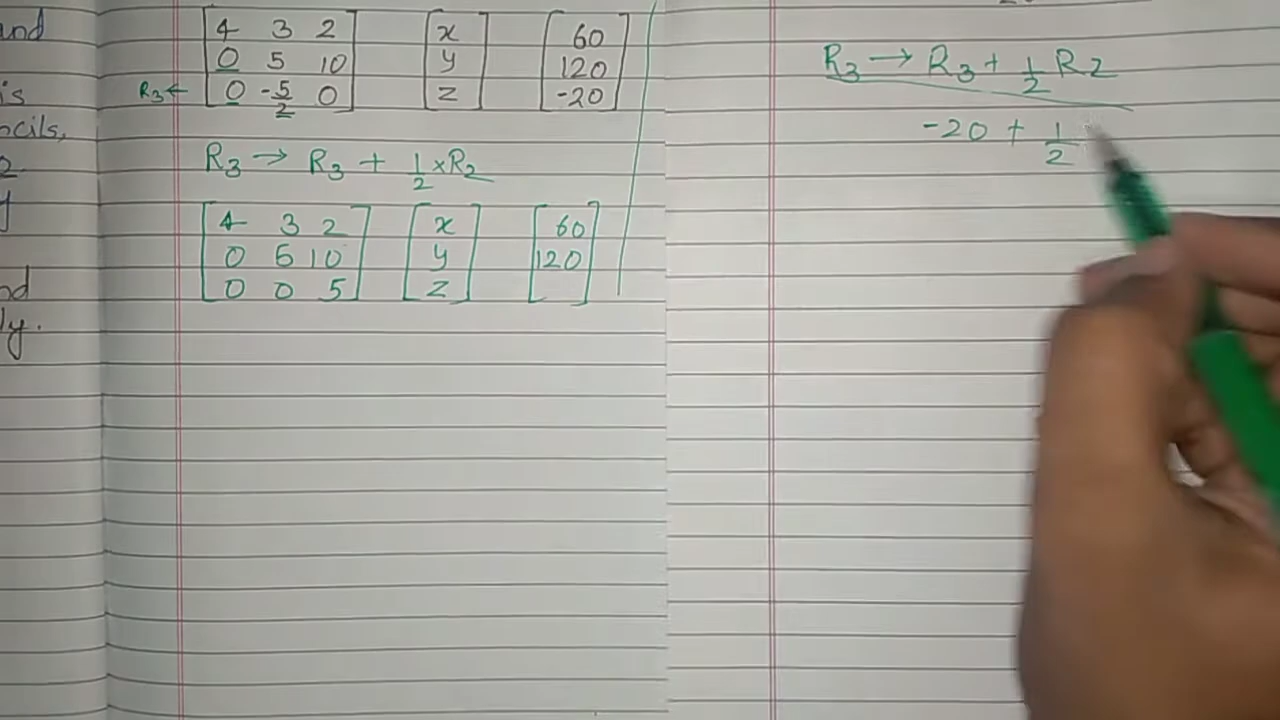 and
is
ncils,
2
y
nd
ly.
4 3 2 x 60
0 5 10 y 120
R3← 0 -5/2 0 z -20
R3 → R3 + 1/2 × R2
4 3 2 x 60
0 5 10 y 120
0 0 5 z
R3 → R3 + 1/2 R2
-20 + 1/2